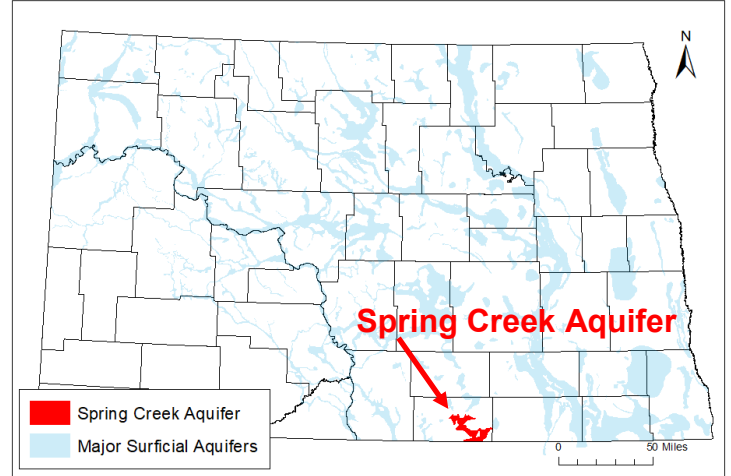 N
Spring Creek Aquifer
Spring Creek Aquifer
Major Surficial Aquifers
0 50 Miles